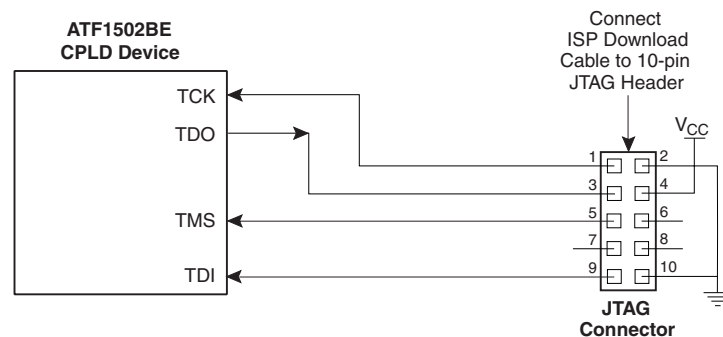 ATF1502BE
CPLD Device
TCK
TDO
TMS
TDI
Connect
ISP Download
Cable to 10-pin
JTAG Header
VCC
1
2
3
4
5
6
7
8
9
10
JTAG
Connector